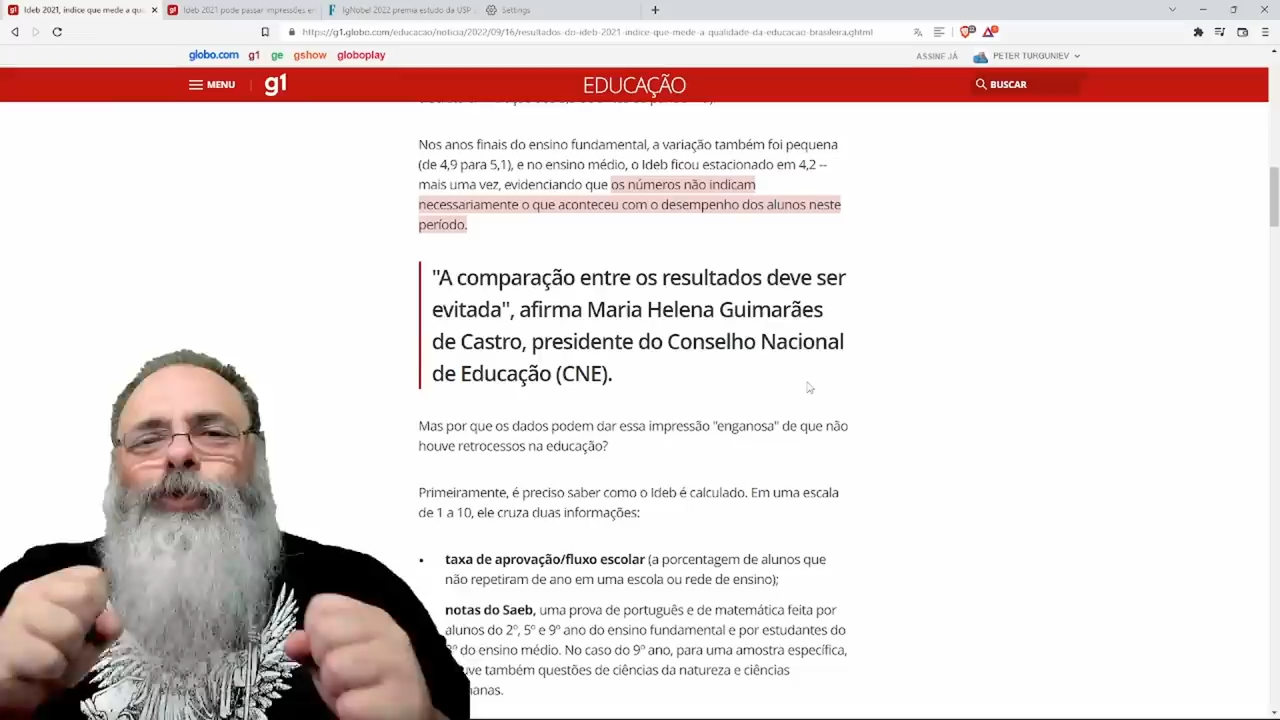 Ideb 2021, índice que mede a qua
Ideb 2021 pode passar impressões en
IgNobel 2022 premia estudo da USP
Settings
https://g1.globo.com/educacao/noticia/2022/09/16/resultados-do-ideb-2021-indice-que-mede-a-qualidade-da-educacao-brasileira.ghtml
globo.com g1 ge gshow globoplay
ASSINE JÁ
PETER TURGUNIEV
MENU
g1
EDUCAÇÃO
BUSCAR
Nos anos finais do ensino fundamental, a variação também foi pequena
(de 4,9 para 5,1), e no ensino médio, o Ideb ficou estacionado em 4,2 --
mais uma vez, evidenciando que os números não indicam
necessariamente o que aconteceu com o desempenho dos alunos neste
período.
"A comparação entre os resultados deve ser
evitada", afirma Maria Helena Guimarães
de Castro, presidente do Conselho Nacional
de Educação (CNE).
Mas por que os dados podem dar essa impressão "enganosa" de que não
houve retrocessos na educação?
Primeiramente, é preciso saber como o Ideb é calculado. Em uma escala
de 1 a 10, ele cruza duas informações:
• taxa de aprovação/fluxo escolar (a porcentagem de alunos que
não repetiram de ano em uma escola ou rede de ensino);
notas do Saeb, uma prova de português e de matemática feita por
alunos do 2º, 5º e 9º ano do ensino fundamental e por estudantes do
do ensino médio. No caso do 9º ano, para uma amostra específica,
também questões de ciências da natureza e ciências